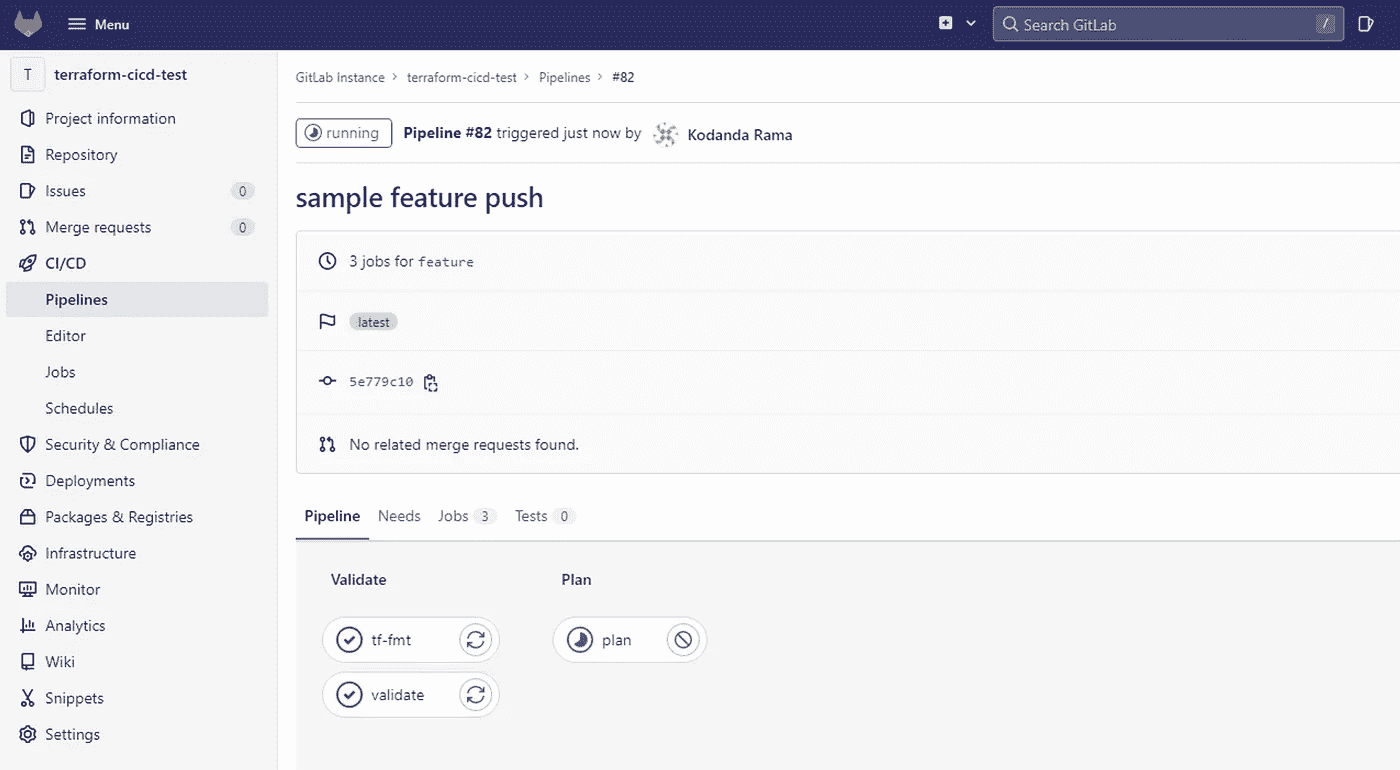 Menu
Search GitLab /
T terraform-cicd-test
Project information
Repository
Issues 0
Merge requests 0
CI/CD
Pipelines
Editor
Jobs
Schedules
Security & Compliance
Deployments
Packages & Registries
Infrastructure
Monitor
Analytics
Wiki
Snippets
Settings
GitLab Instance > terraform-cicd-test > Pipelines > #82
running Pipeline #82 triggered just now by Kodanda Rama
sample feature push
3 jobs for feature
latest
5e779c10
No related merge requests found.
Pipeline Needs Jobs 3 Tests 0
Validate Plan
tf-fmt plan
validate